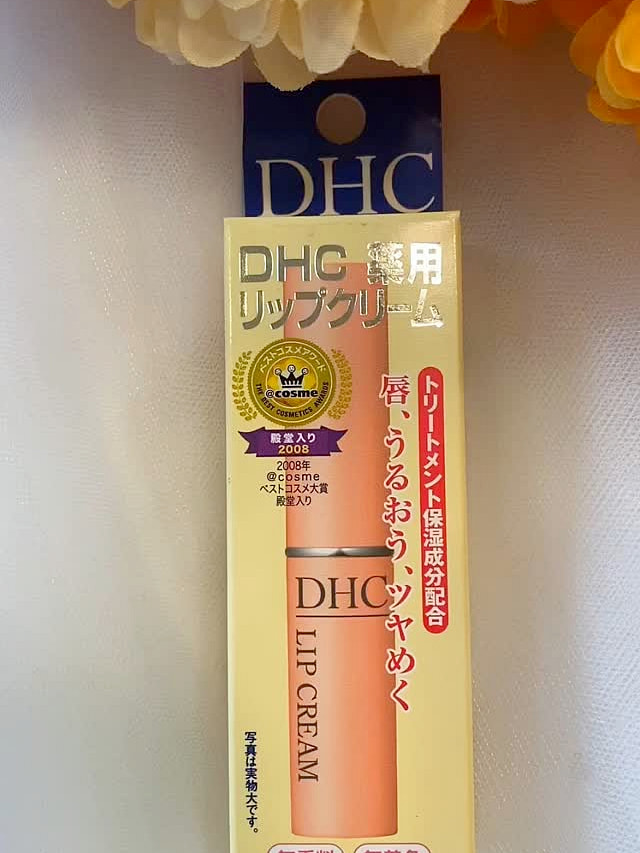 DHC
DHC 薬用
リップクリーム
ベストコスメアワード
@cosme
THE BEST COSMETICS AWARDS
殿堂入り
2008
2008年
@cosme
ベストコスメ大賞
殿堂入り
トリートメント保湿成分配合
唇、うるおう、ツヤめく
DHC
LIP CREAM
写真は実物大です。